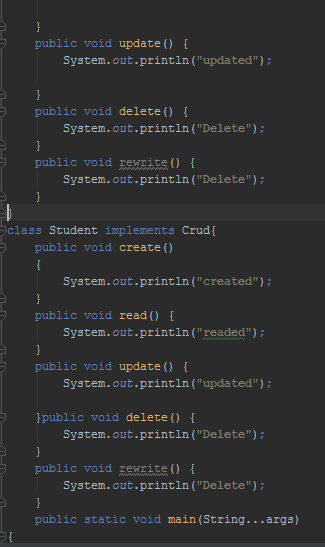 }
public void update() {
System.out.println("updated");
}
public void delete() {
System.out.println("Delete");
}
public void rewrite() {
System.out.println("Delete");
}
}
class Student implements Crud{
public void create()
{
System.out.println("created");
}
public void read() {
System.out.println("readed");
}
public void update() {
System.out.println("updated");
}public void delete() {
System.out.println("Delete");
}
public void rewrite() {
System.out.println("Delete");
}
public static void main(String...args)
{